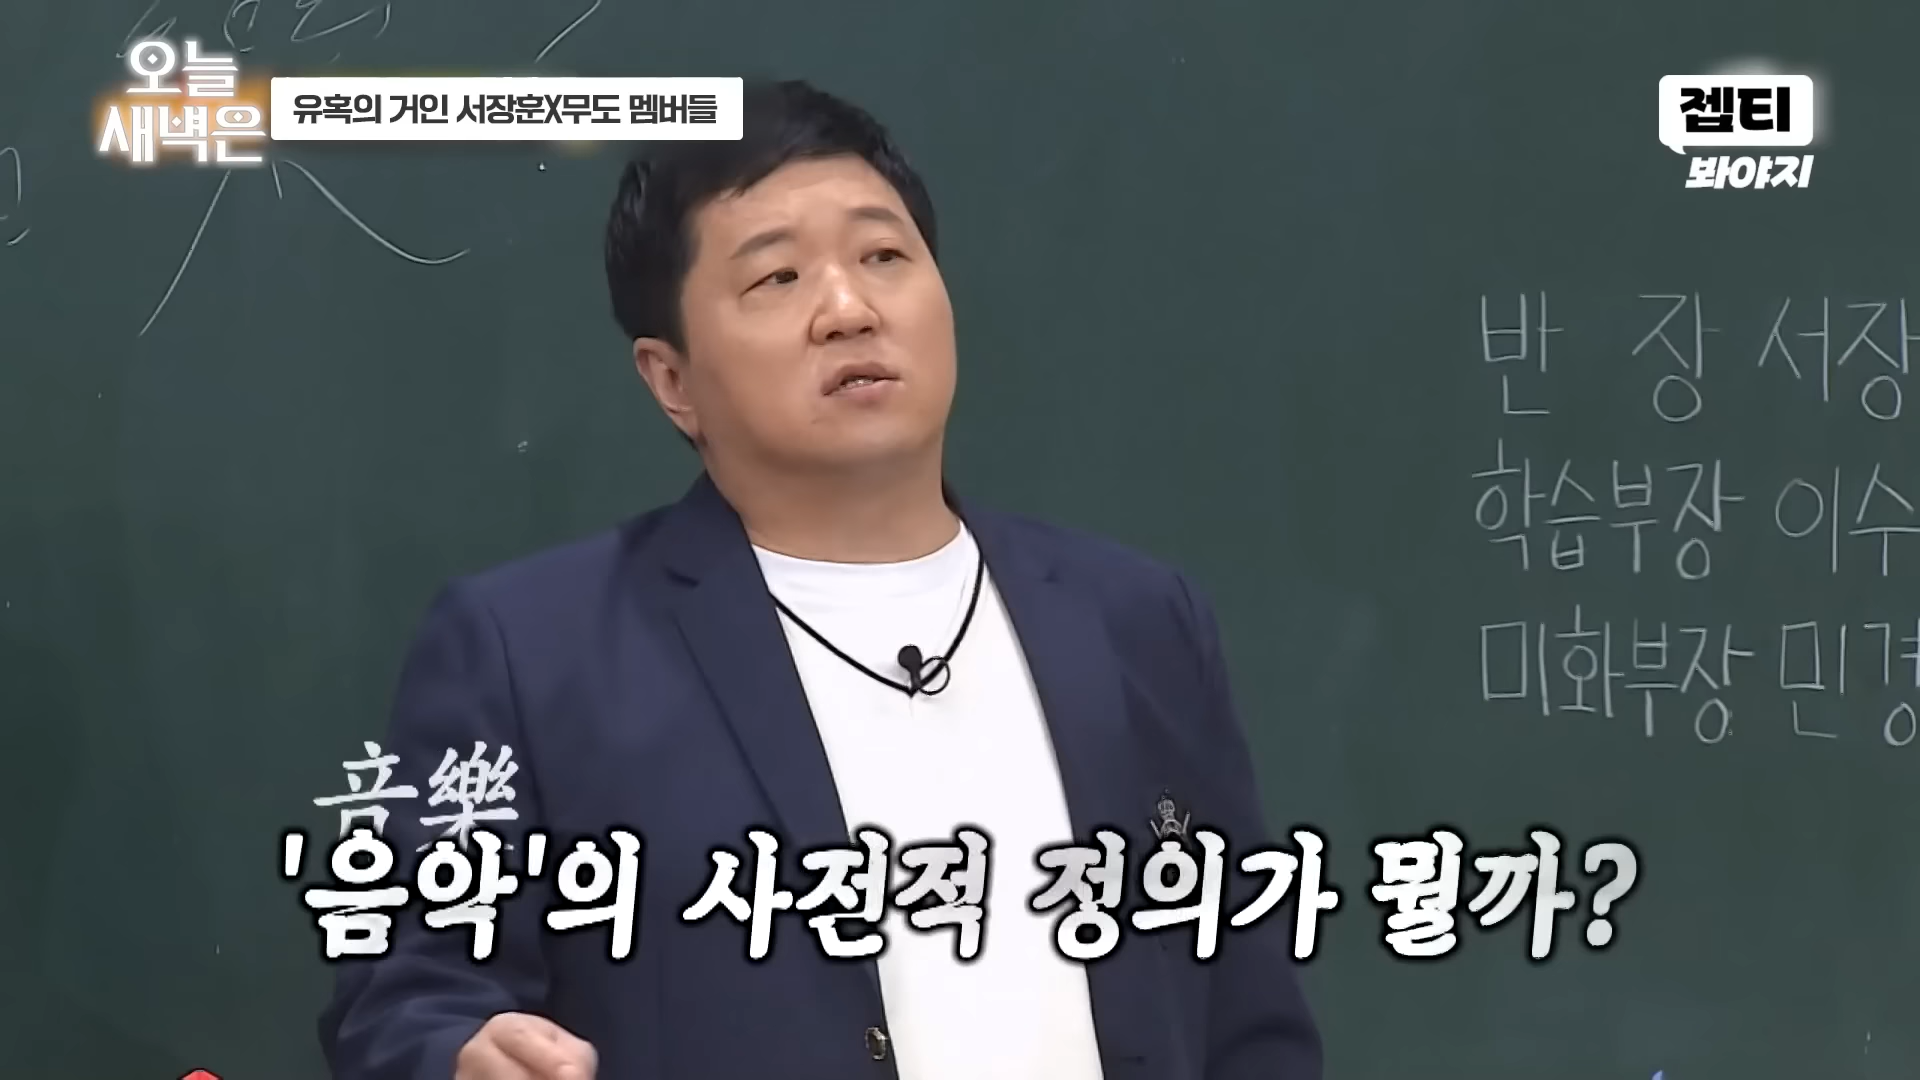 오늘
새벽은
유혹의 거인 서장훈X무도 멤버들
젭티
봐야지
반 장 서장
학습부장 이수
미화부장 민경
音樂
'음악'의 사전적 정의가 뭘까?